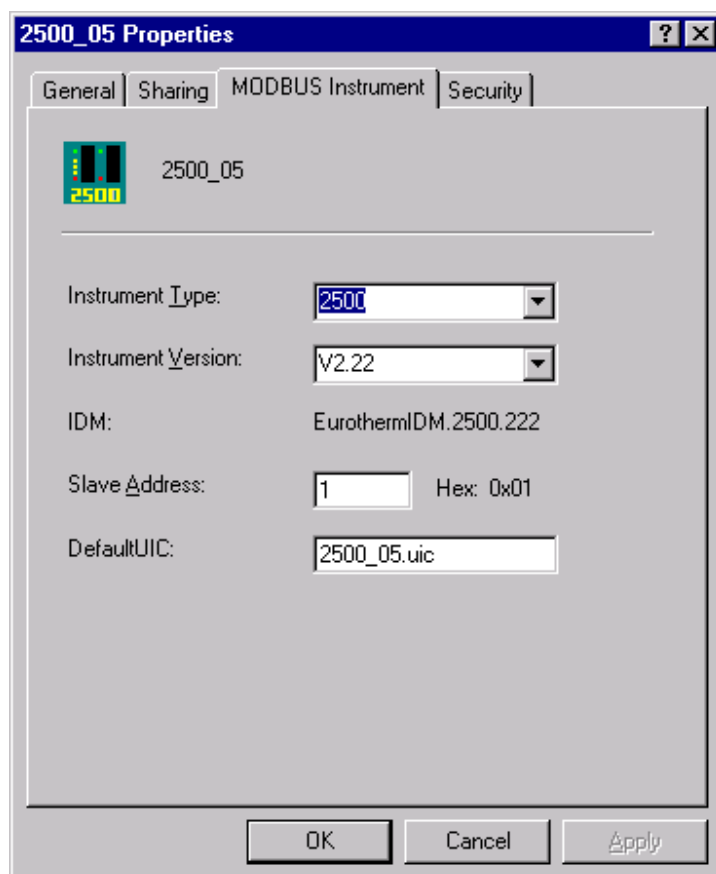 2500_05 Properties
General Sharing MODBUS Instrument Security
2500 2500_05
Instrument Type: 2500
Instrument Version: V2.22
IDM: EurothermIDM.2500.222
Slave Address: 1 Hex: 0x01
DefaultUIC: 2500_05.uic
OK Cancel Apply